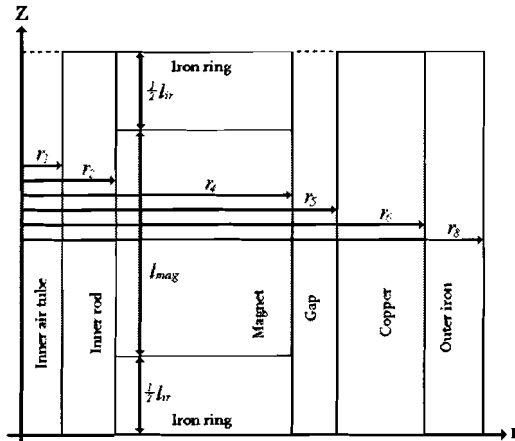 Z
Iron ring
½ l_ir
r_1
r_2
r_4
r_5
r_6
r_8
l_mag
Inner air tube
Inner rod
Magnet
Gap
Copper
Outer iron
½ l_ir
Iron ring